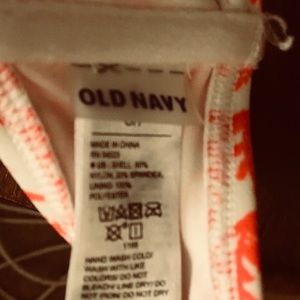 OLD NAVY
MADE IN CHINA
SHELL: 80%
NYLON, 20% SPANDEX,
LINING: 100%
POLYESTER
HAND WASH COLD/
WASH WITH LIKE
COLORS/ DO NOT
BLEACH/ LINE DRY/ DO
NOT IRON/ DO NOT DRY